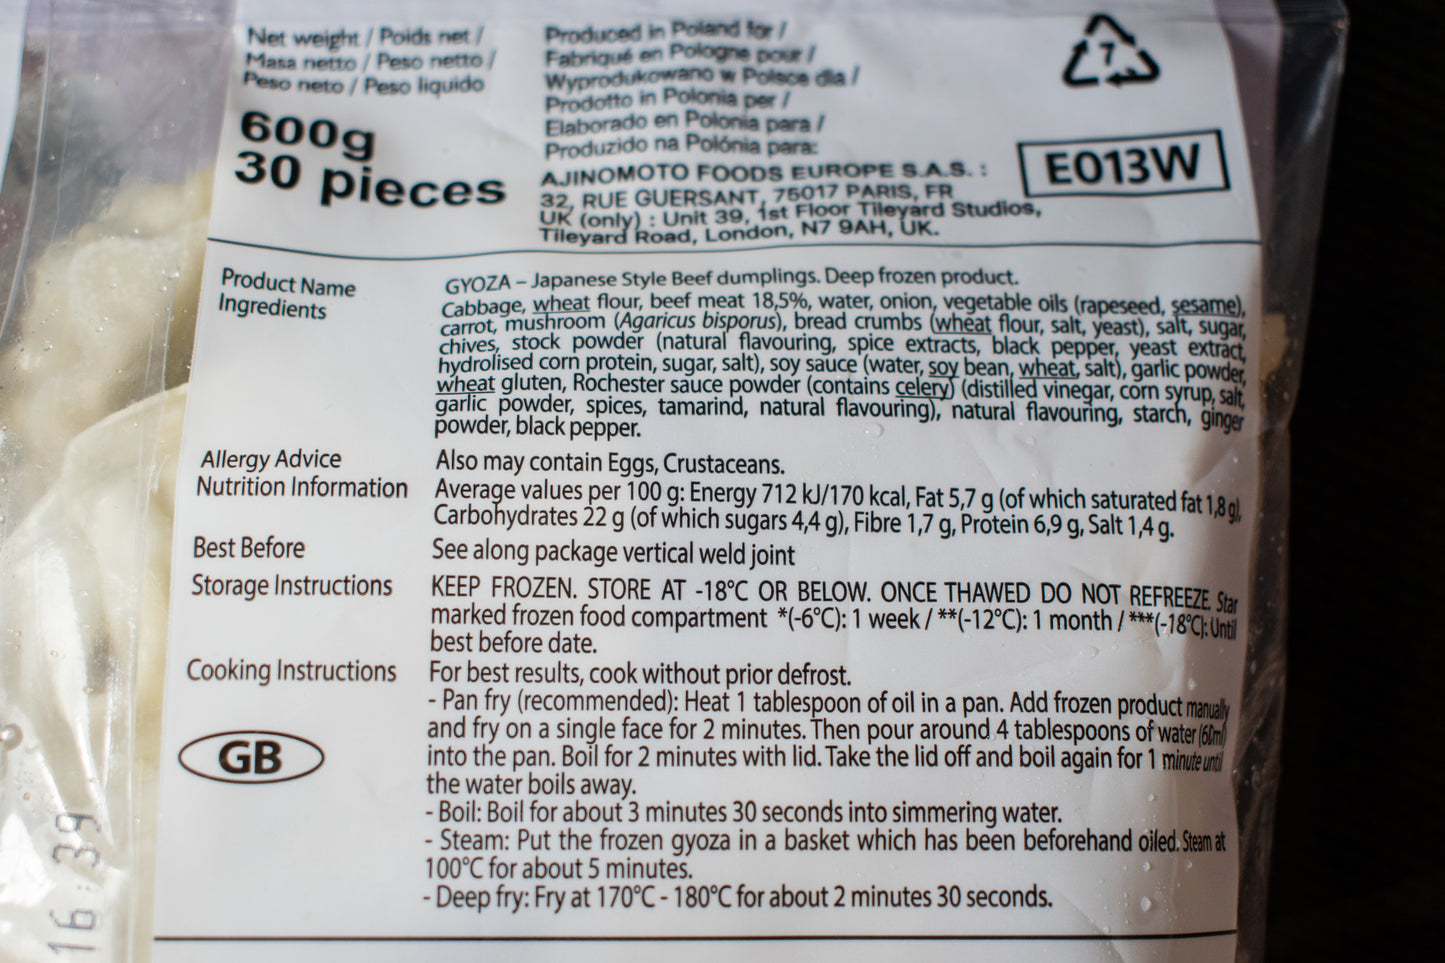 Net weight / Poids net /
Masa netto / Peso netto /
Peso neto / Peso liquido
600g
30 pieces
Produced in Poland for /
Fabriqué en Pologne pour /
Wyprodukowano w Polsce dla /
Prodotto in Polonia per /
Elaborado en Polonia para /
Produzido na Polónia para:
AJINOMOTO FOODS EUROPE S.A.S. :
32, RUE GUERSANT, 75017 PARIS, FR
UK (only) : Unit 39, 1st Floor Tileyard Studios,
Tileyard Road, London, N7 9AH, UK.
7
E013W
Product Name
GYOZA – Japanese Style Beef dumplings. Deep frozen product.
Ingredients
Cabbage, wheat flour, beef meat 18,5%, water, onion, vegetable oils (rapeseed, sesame),
carrot, mushroom (Agaricus bisporus), bread crumbs (wheat flour, salt, yeast), salt, sugar,
chives, stock powder (natural flavouring, spice extracts, black pepper, yeast extract,
hydrolised corn protein, sugar, salt), soy sauce (water, soy bean, wheat, salt), garlic powder,
wheat gluten, Rochester sauce powder (contains celery) (distilled vinegar, corn syrup, salt,
garlic powder, spices, tamarind, natural flavouring), natural flavouring, starch, ginger
powder, black pepper.
Allergy Advice
Also may contain Eggs, Crustaceans.
Nutrition Information
Average values per 100 g: Energy 712 kJ/170 kcal, Fat 5,7 g (of which saturated fat 1,8 g),
Carbohydrates 22 g (of which sugars 4,4 g), Fibre 1,7 g, Protein 6,9 g, Salt 1,4 g.
Best Before
See along package vertical weld joint
Storage Instructions
KEEP FROZEN. STORE AT -18°C OR BELOW. ONCE THAWED DO NOT REFREEZE. Star
marked frozen food compartment *(-6°C): 1 week / **(-12°C): 1 month / ***(-18°C): Until
best before date.
Cooking Instructions
For best results, cook without prior defrost.
- Pan fry (recommended): Heat 1 tablespoon of oil in a pan. Add frozen product manually
and fry on a single face for 2 minutes. Then pour around 4 tablespoons of water (60ml)
into the pan. Boil for 2 minutes with lid. Take the lid off and boil again for 1 minute until
the water boils away.
- Boil: Boil for about 3 minutes 30 seconds into simmering water.
- Steam: Put the frozen gyoza in a basket which has been beforehand oiled. Steam at
100°C for about 5 minutes.
- Deep fry: Fry at 170°C - 180°C for about 2 minutes 30 seconds.
GB
16:39